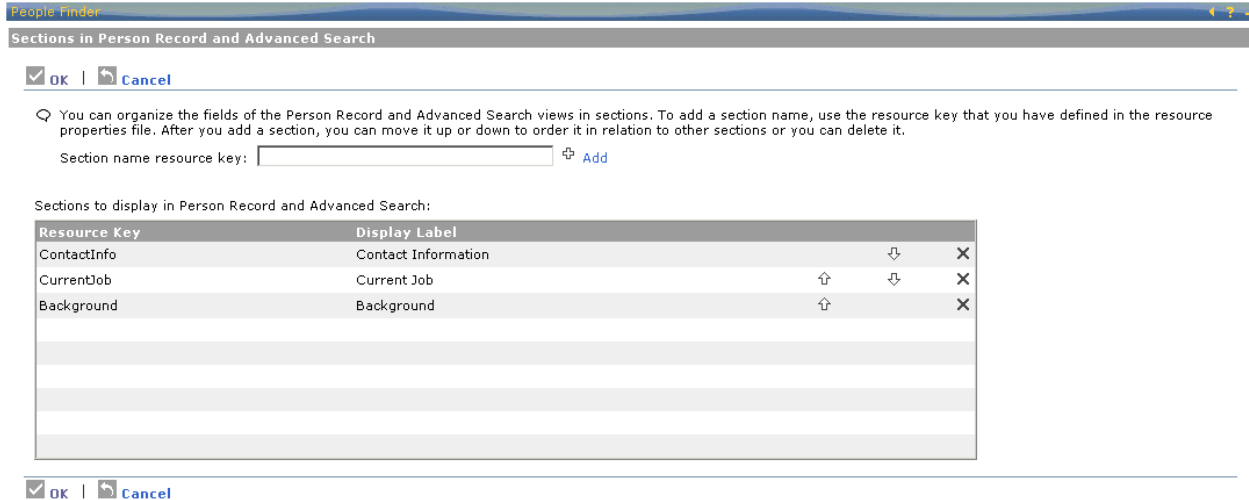 People Finder
?
Sections in Person Record and Advanced Search
OK | Cancel
You can organize the fields of the Person Record and Advanced Search views in sections. To add a section name, use the resource key that you have defined in the resource
properties file. After you add a section, you can move it up or down to order it in relation to other sections or you can delete it.
Section name resource key: Add
Sections to display in Person Record and Advanced Search:
Resource Key Display Label
ContactInfo Contact Information
CurrentJob Current Job
Background Background
OK | Cancel